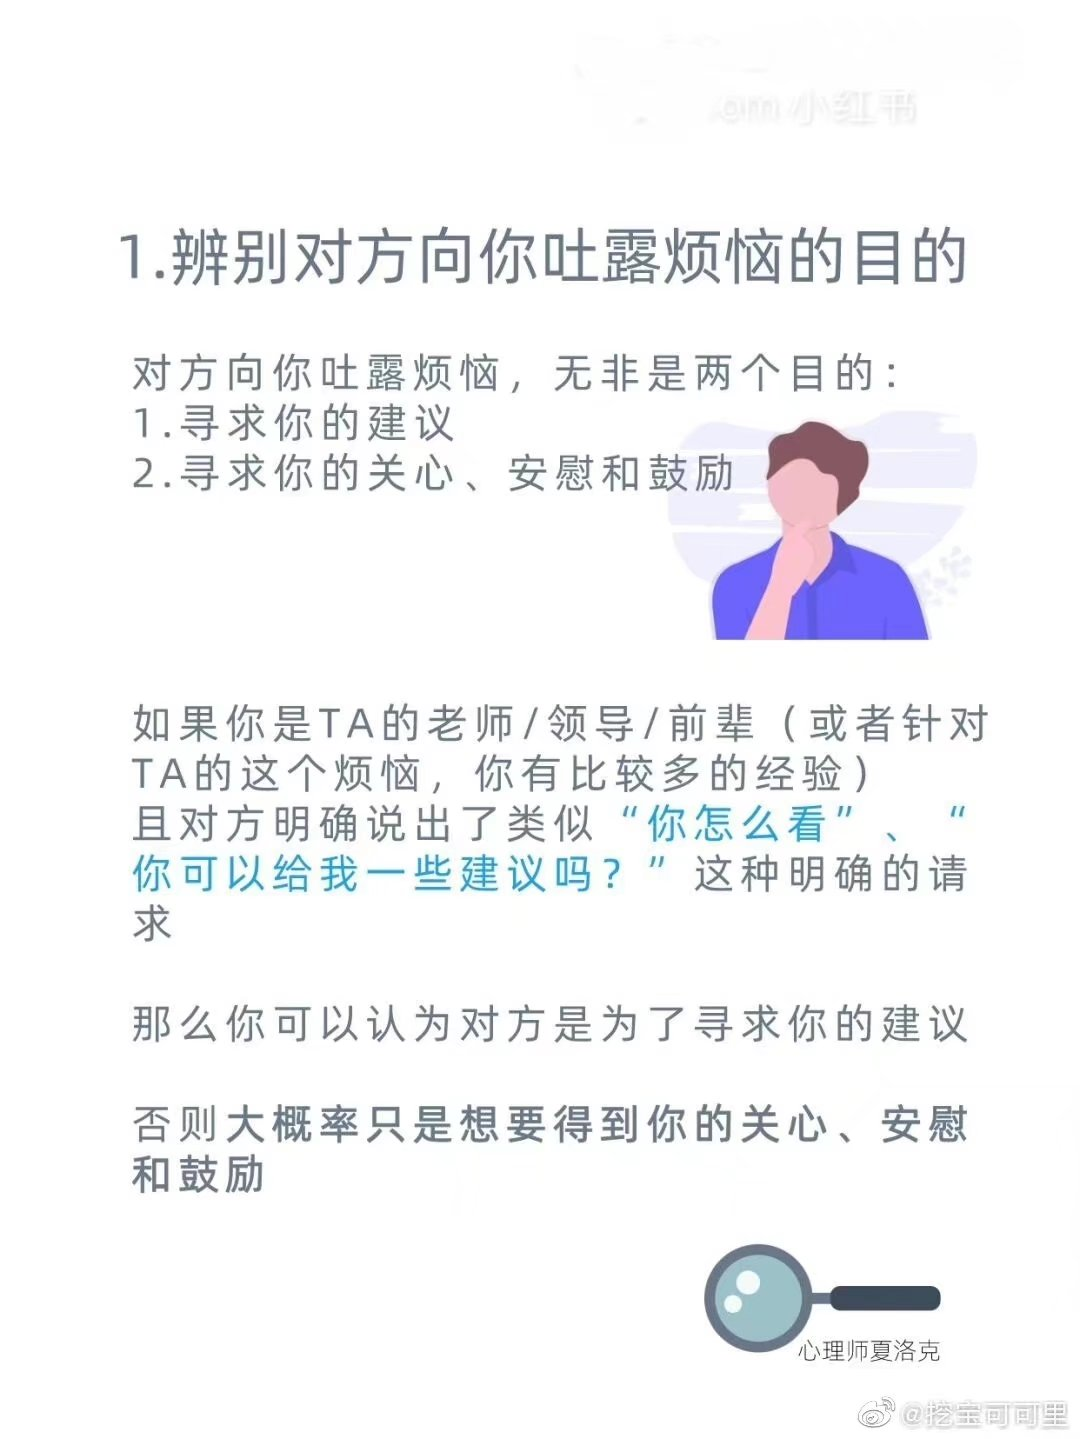 .om 小红书
1.辨别对方向你吐露烦恼的目的
对方向你吐露烦恼，无非是两个目的：
1.寻求你的建议
2.寻求你的关心、安慰和鼓励
如果你是TA的老师/领导/前辈（或者针对
TA的这个烦恼，你有比较多的经验）
且对方明确说出了类似“你怎么看”、“
你可以给我一些建议吗？”这种明确的请
求
那么你可以认为对方是为了寻求你的建议
否则大概率只是想要得到你的关心、安慰
和鼓励
心理师夏洛克
@挖宝可可里